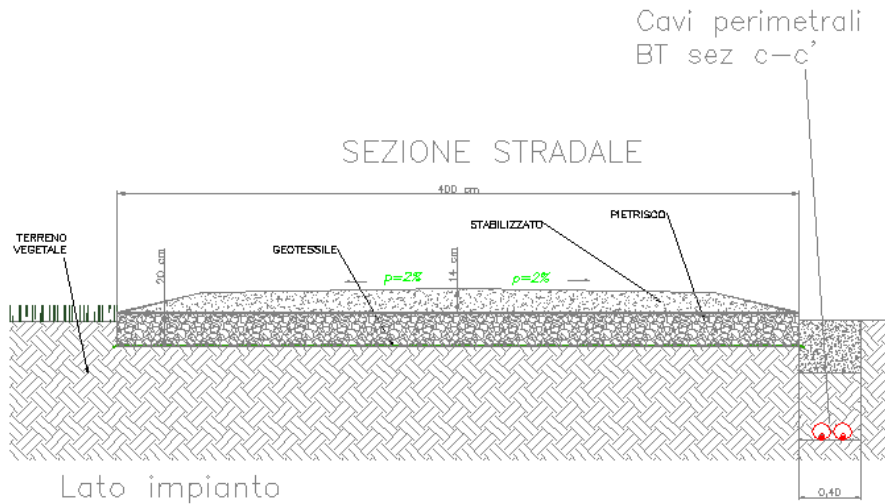 Cavi perimetrali
BT sez c-c'
SEZIONE STRADALE
400 cm
TERRENO
VEGETALE
GEOTESSILE
STABILIZZATO
PIETRISCO
20 cm
p=2%
14 cm
p=2%
Lato impianto
0,40